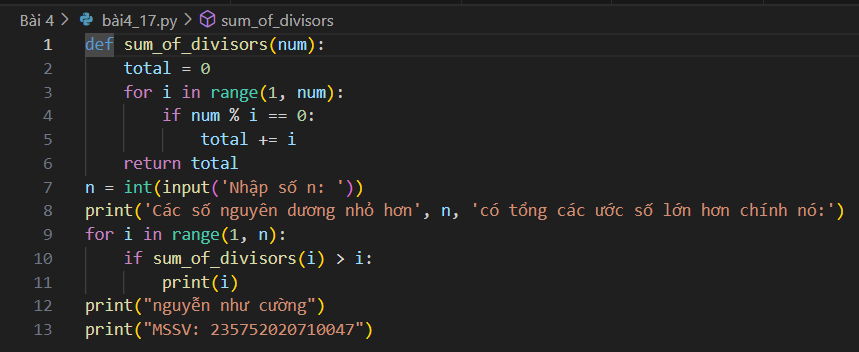 Bài 4 > bài4_17.py > sum_of_divisors
1 def sum_of_divisors(num):
2     total = 0
3     for i in range(1, num):
4         if num % i == 0:
5             total += i
6     return total
7 n = int(input('Nhập số n: '))
8 print('Các số nguyên dương nhỏ hơn', n, 'có tổng các ước số lớn hơn chính nó:')
9 for i in range(1, n):
10     if sum_of_divisors(i) > i:
11         print(i)
12 print("nguyễn như cường")
13 print("MSSV: 235752020710047")